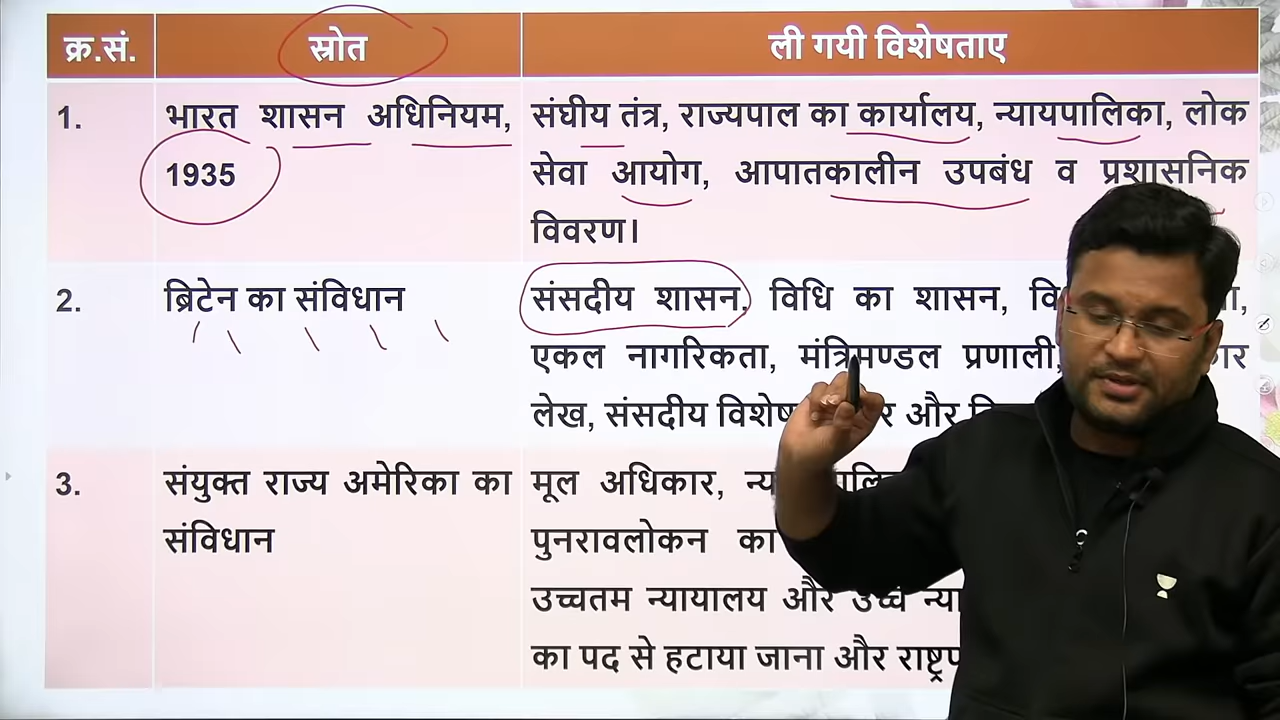 क्र.सं. स्रोत ली गयी विशेषताए
1. भारत शासन अधिनियम, संघीय तंत्र, राज्यपाल का कार्यालय, न्यायपालिका, लोक
1935 सेवा आयोग, आपातकालीन उपबंध व प्रशासनिक
विवरण।
2. ब्रिटेन का संविधान संसदीय शासन, विधि का शासन,
एकल नागरिकता, मंत्रिमण्डल प्रणाली,
लेख, संसदीय और
3. संयुक्त राज्य अमेरिका का मूल अधिकार,
संविधान पुनरावलोकन का
उच्चतम न्यायालय और उच्च
का पद से हटाया जाना और